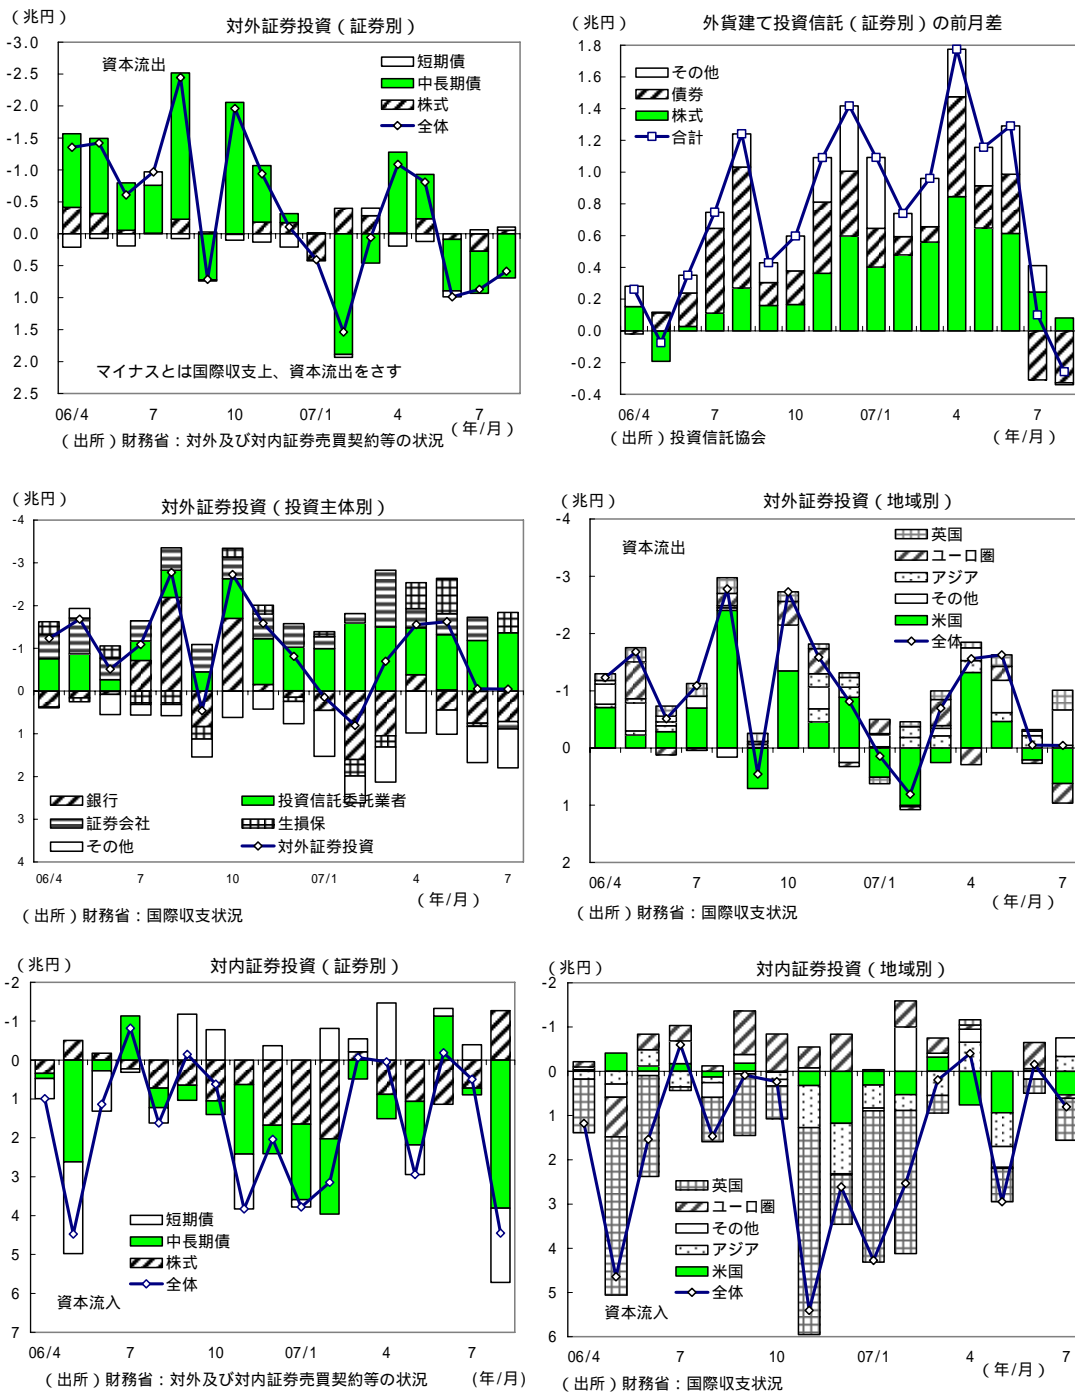 （兆円）
対外証券投資（証券別）
-3.0
-2.5
-2.0
-1.5
-1.0
-0.5
0.0
0.5
1.0
1.5
2.0
2.5
資本流出
短期債
中長期債
株式
全体
マイナスとは国際収支上、資本流出をさす
06/4 7 10 07/1 4 7
（年/月）
（出所）財務省：対外及び対内証券売買契約等の状況
（兆円）
外貨建て投資信託（証券別）の前月差
1.8
1.6
1.4
1.2
1.0
0.8
0.6
0.4
0.2
0.0
-0.2
-0.4
その他
債券
株式
合計
06/4 7 10 07/1 4 7
（出所）投資信託協会
（年/月）
（兆円）
対外証券投資（投資主体別）
-4
-3
-2
-1
0
1
2
3
4
銀行
投資信託委託業者
証券会社
生損保
その他
対外証券投資
06/4 7 10 07/1 4 7
（年/月）
（出所）財務省：国際収支状況
（兆円）
対外証券投資（地域別）
-4
-3
-2
-1
0
1
2
資本流出
英国
ユーロ圏
アジア
その他
米国
全体
06/4 7 10 07/1 4 7
（年/月）
（出所）財務省：国際収支状況
（兆円）
対内証券投資（証券別）
-2
-1
0
1
2
3
4
5
6
7
短期債
中長期債
株式
全体
資本流入
06/4 7 10 07/1 4 7
（出所）財務省：対外及び対内証券売買契約等の状況
（年/月）
（兆円）
対内証券投資（地域別）
-2
-1
0
1
2
3
4
5
6
英国
ユーロ圏
その他
アジア
米国
全体
資本流入
06/4 7 10 07/1 4 7
（年/月）
（出所）財務省：国際収支状況